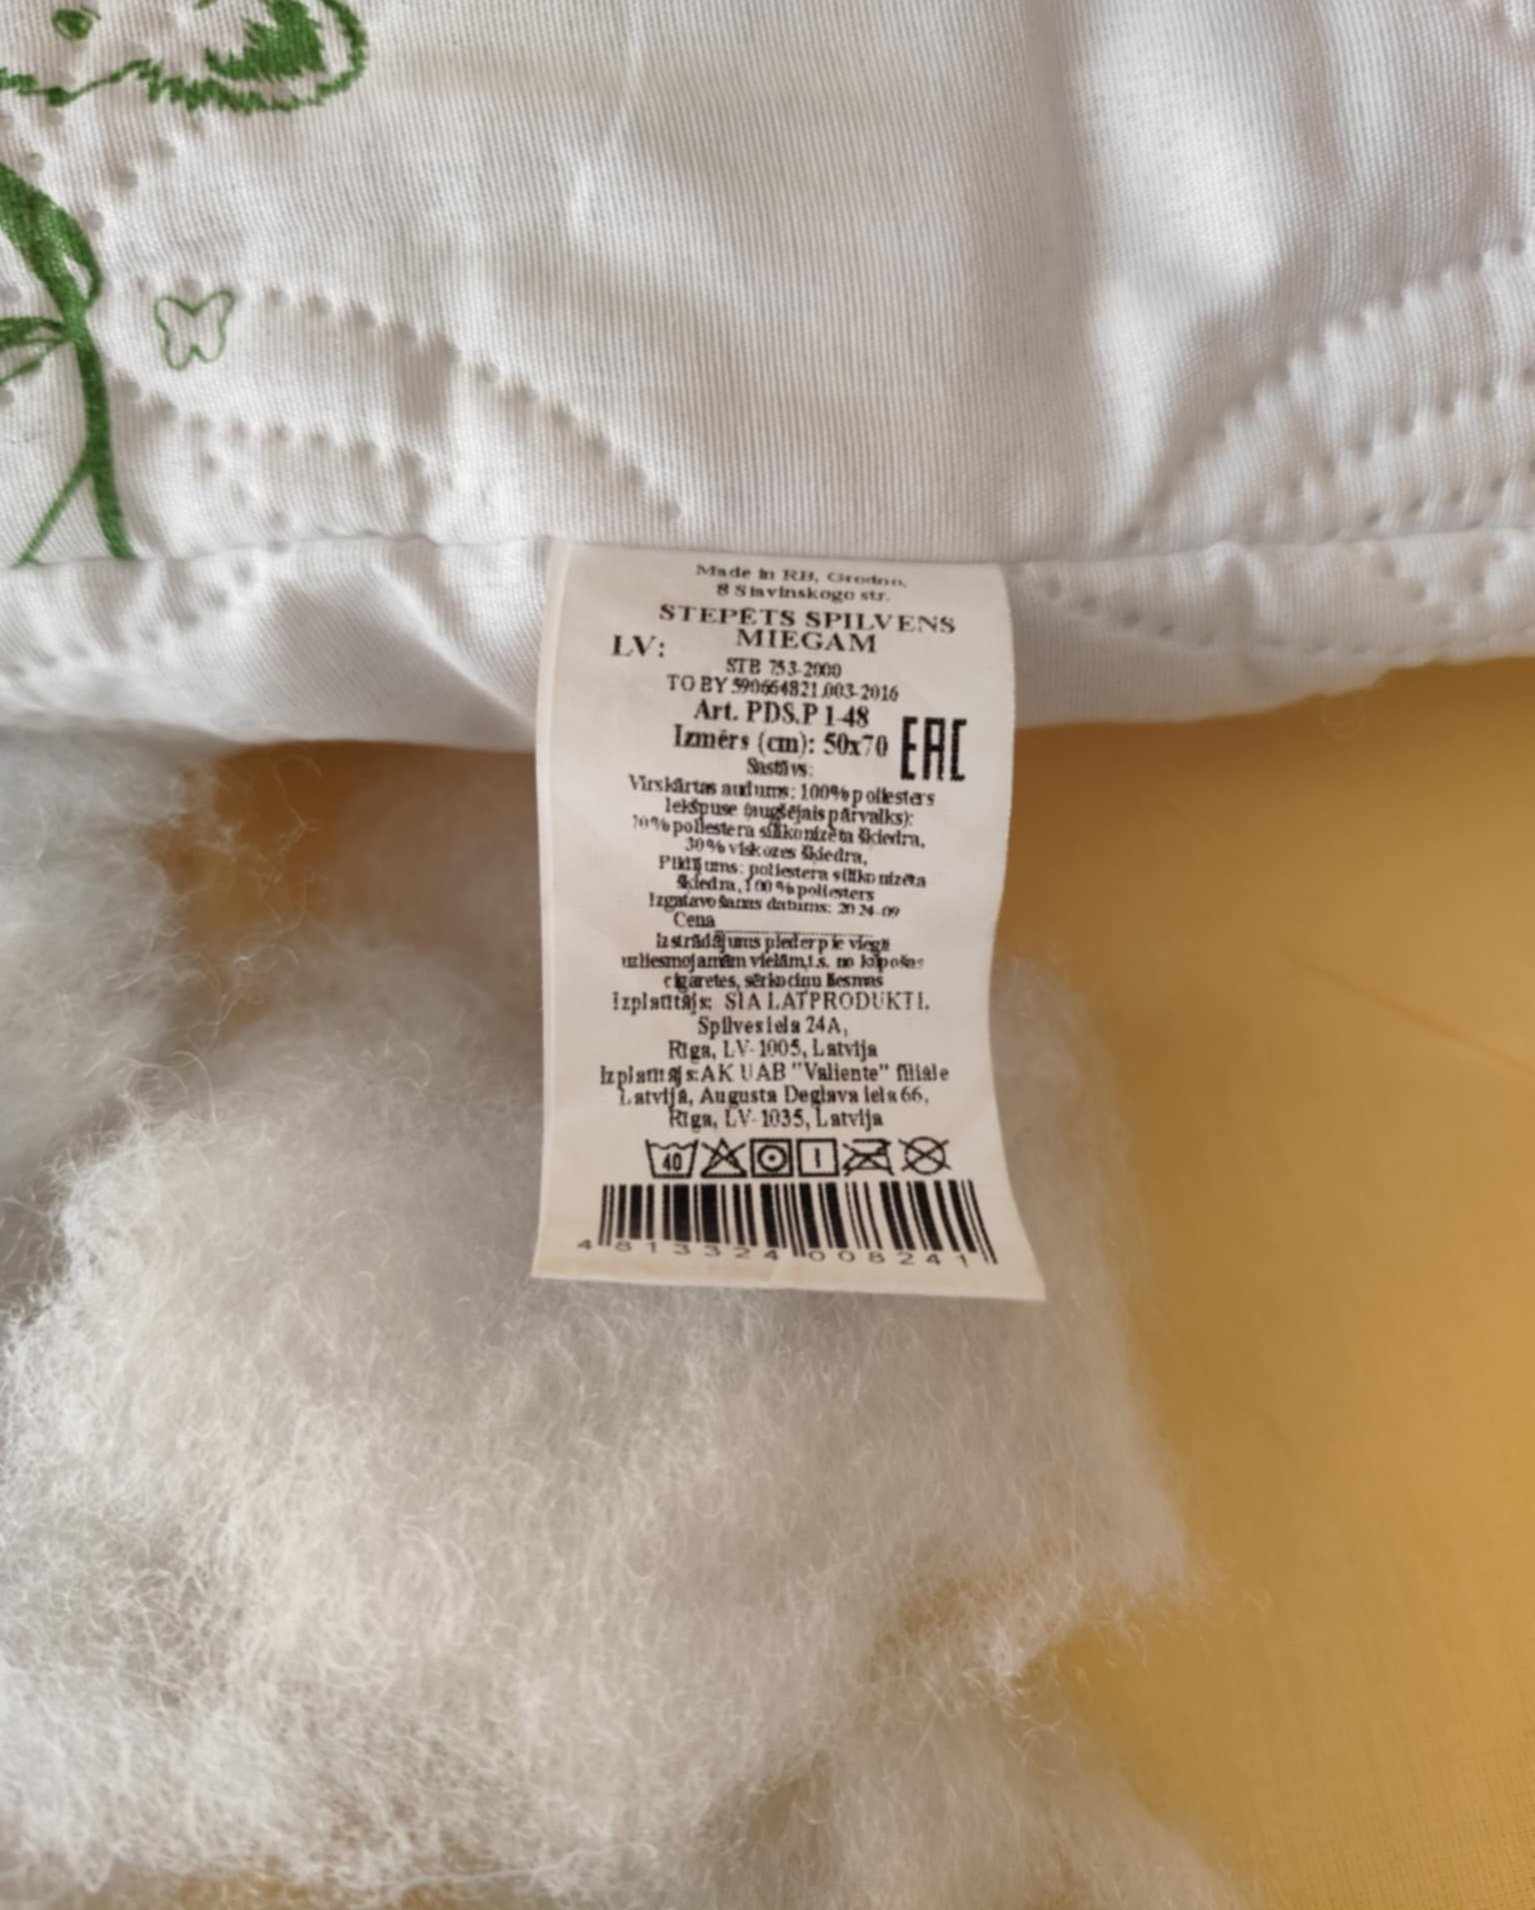 Made in RB, Grodno,
8 Slavinskogo str.
STEPĒTS SPILVENS
LV: MIEGAM
STB 753-2000
TO BY 590664821.003-2016
Art. PDS.P 1-48
Izmērs (cm): 50x70
EAC
Sastāvs:
Virskārtas audums: 100% poliesters
Iekšpuse (augšējais pārvalks):
70% poliestera silikonizēta šķiedra,
30% viskozes šķiedra,
Pildījums: poliestera silikonizēta
šķiedra, 100 % poliesters
Izgatavošanas datums: 2024-09
Cena
Izstrādājums pieder pie viegli
uzliesmojamām vielām, t.s. no kūpošas
cigaretes, sērkociņu liesmas
Izplatītājs: SIA LATPRODUKTI,
Spilves iela 24A,
Rīga, LV-1005, Latvija
Izplatītājs: AK UAB "Valiente" filiāle
Latvijā, Augusta Deglava iela 66,
Rīga, LV-1035, Latvija
40
4 813324 008241